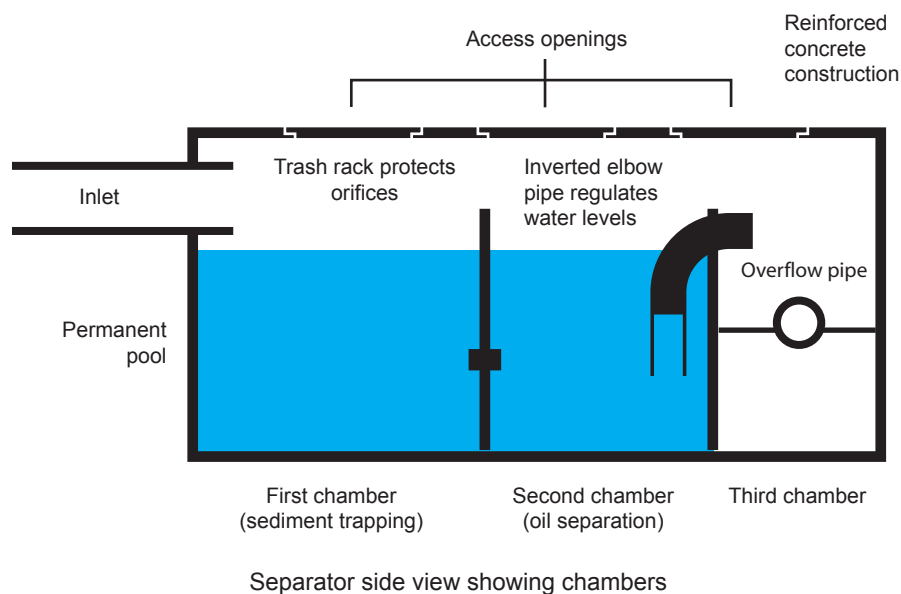 Access openings
Reinforced
concrete
construction
Trash rack protects
orifices
Inverted elbow
pipe regulates
water levels
Inlet
Overflow pipe
Permanent
pool
First chamber
(sediment trapping)
Second chamber
(oil separation)
Third chamber
Separator side view showing chambers